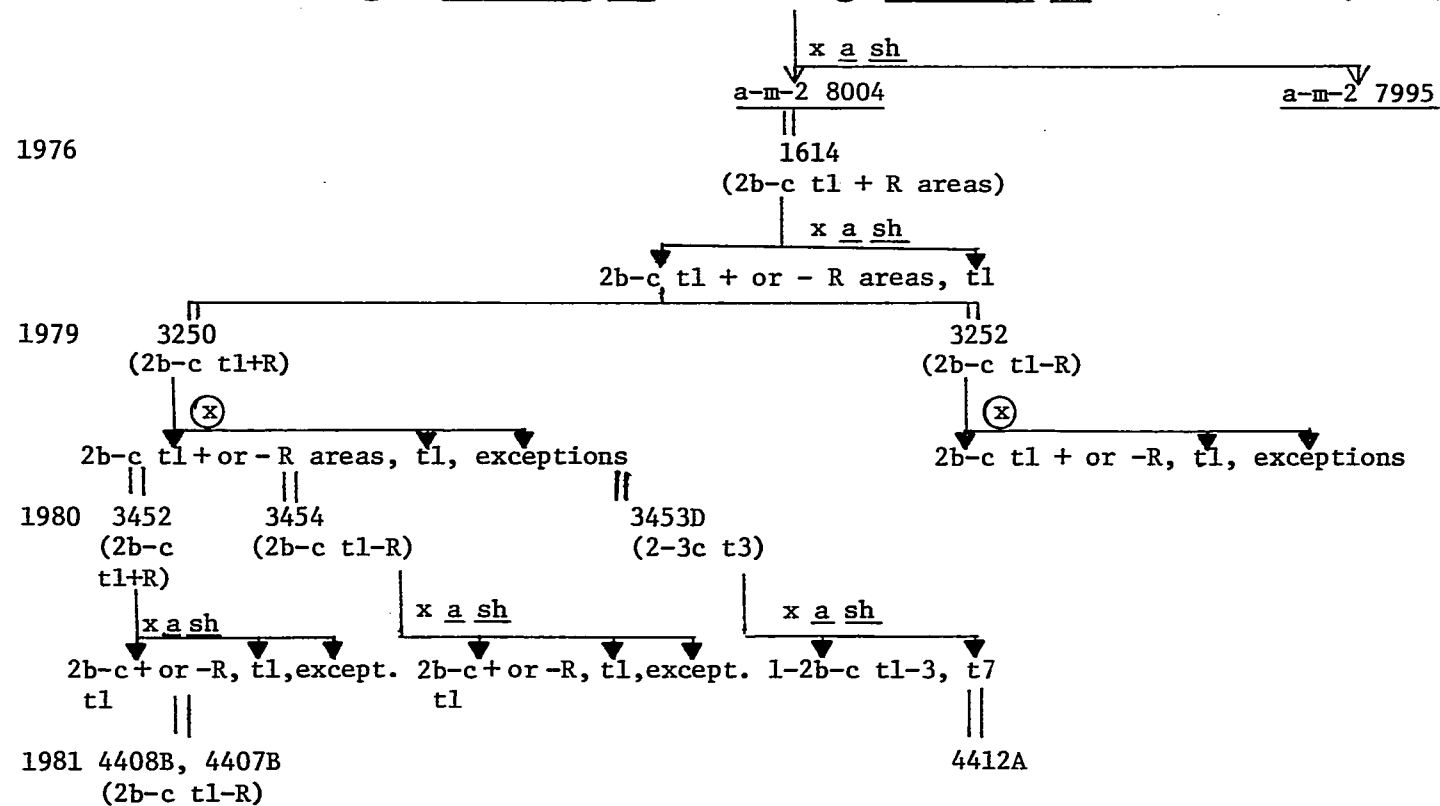 x a sh
a-m-2 8004 a-m-2 7995
1976 1614
(2b-c t1 + R areas)
x a sh
2b-c t1 + or - R areas, t1
1979 3250 3252
(2b-c t1+R) (2b-c t1-R)
x x
2b-c t1 + or - R areas, t1, exceptions 2b-c t1 + or -R, t1, exceptions
1980 3452 3454 3453D
(2b-c (2b-c t1-R) (2-3c t3)
t1+R)
x a sh x a sh x a sh
2b-c + or -R, t1, except. 2b-c + or -R, t1, except. 1-2b-c t1-3, t7
t1 t1
1981 4408B, 4407B 4412A
(2b-c t1-R)